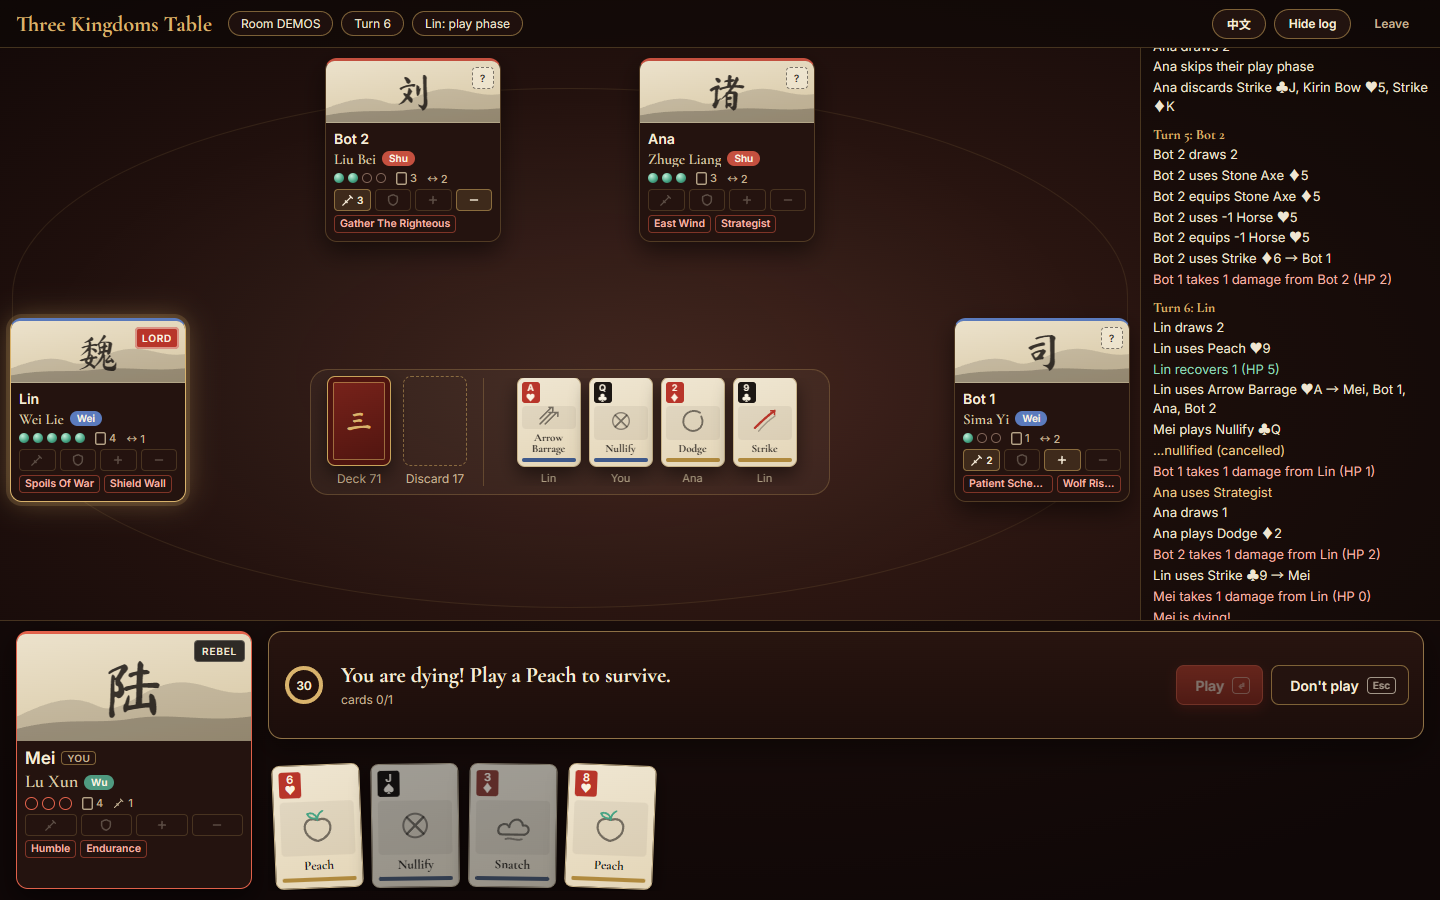 Three Kingdoms Table
Room DEMOS
Turn 6
Lin: play phase
中文
Hide log
Leave
刘
?
Bot 2
Liu Bei Shu
3 ↔ 2
3 + −
Gather The Righteous
诸
?
Ana
Zhuge Liang Shu
3 ↔ 2
+ −
East Wind Strategist
魏
LORD
Lin
Wei Lie Wei
4 ↔ 1
+ −
Spoils Of War Shield Wall
三
Deck 71
Discard 17
A ♥
Arrow Barrage
Lin
Q ♣
Nullify
You
2 ♦
Dodge
Ana
9 ♣
Strike
Lin
司
?
Bot 1
Sima Yi Wei
1 ↔ 2
2 + −
Patient Sche... Wolf Ris...
Ana draws 2
Ana skips their play phase
Ana discards Strike ♣J, Kirin Bow ♥5, Strike
♦K
Turn 5: Bot 2
Bot 2 draws 2
Bot 2 uses Stone Axe ♦5
Bot 2 equips Stone Axe ♦5
Bot 2 uses -1 Horse ♥5
Bot 2 equips -1 Horse ♥5
Bot 2 uses Strike ♦6 → Bot 1
Bot 1 takes 1 damage from Bot 2 (HP 2)
Turn 6: Lin
Lin draws 2
Lin uses Peach ♥9
Lin recovers 1 (HP 5)
Lin uses Arrow Barrage ♥A → Mei, Bot 1,
Ana, Bot 2
Mei plays Nullify ♣Q
...nullified (cancelled)
Bot 1 takes 1 damage from Lin (HP 1)
Ana uses Strategist
Ana draws 1
Ana plays Dodge ♦2
Bot 2 takes 1 damage from Lin (HP 2)
Lin uses Strike ♣9 → Mei
Mei takes 1 damage from Lin (HP 0)
Mei is dying!
陆
REBEL
Mei YOU
Lu Xun Wu
4 1
+ −
Humble Endurance
30
You are dying! Play a Peach to survive.
cards 0/1
Play
Don't play Esc
6 ♥
Peach
J ♠
Nullify
3 ♦
Snatch
8 ♥
Peach